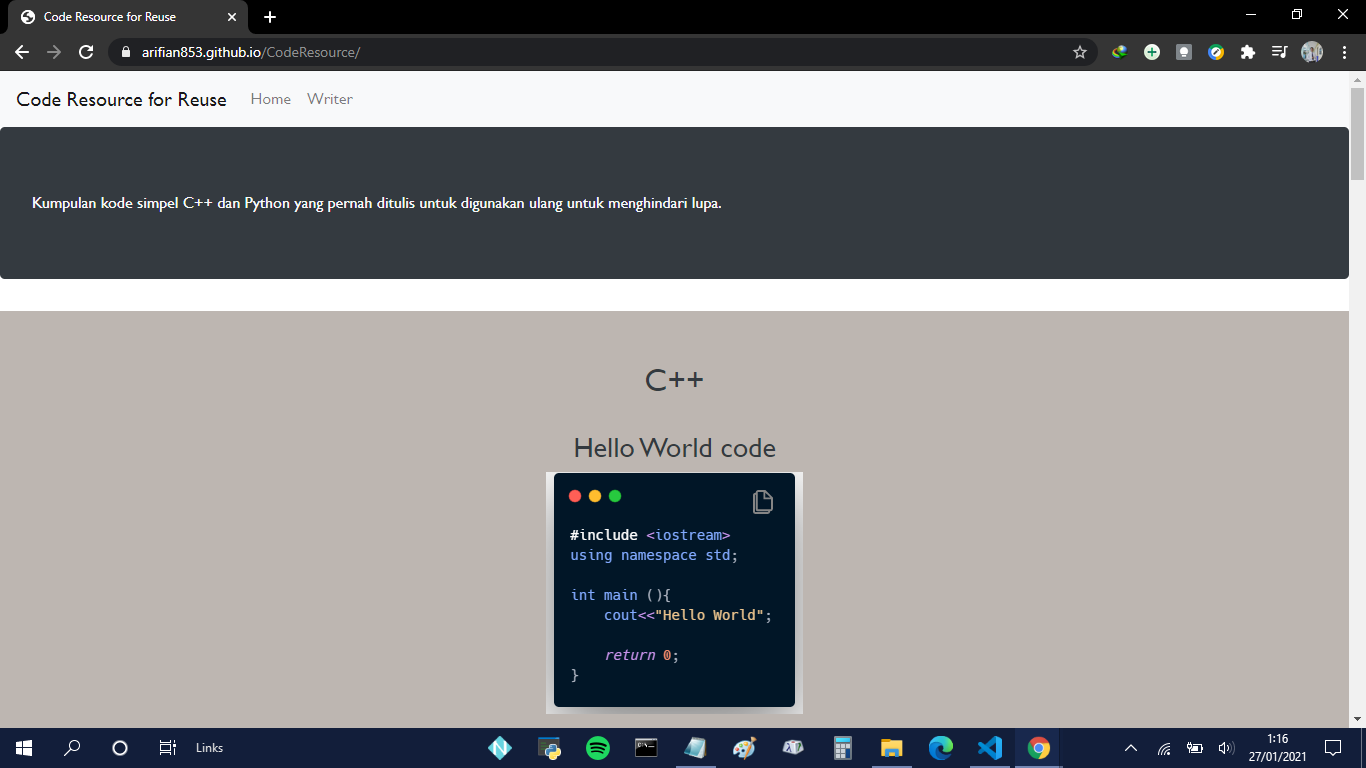 Code Resource for Reuse
arifian853.github.io/CodeResource/
Code Resource for Reuse Home Writer
Kumpulan kode simpel C++ dan Python yang pernah ditulis untuk digunakan ulang untuk menghindari lupa.
C++
Hello World code
#include <iostream>
using namespace std;
int main (){
cout<<"Hello World";
return 0;
}
Links
1:16
27/01/2021